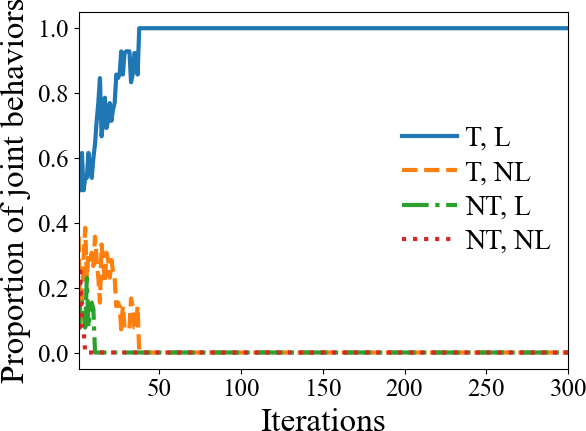 Proportion of joint behaviors
1.0
0.8
0.6
0.4
0.2
0.0
T, L
T, NL
NT, L
NT, NL
50 100 150 200 250 300
Iterations